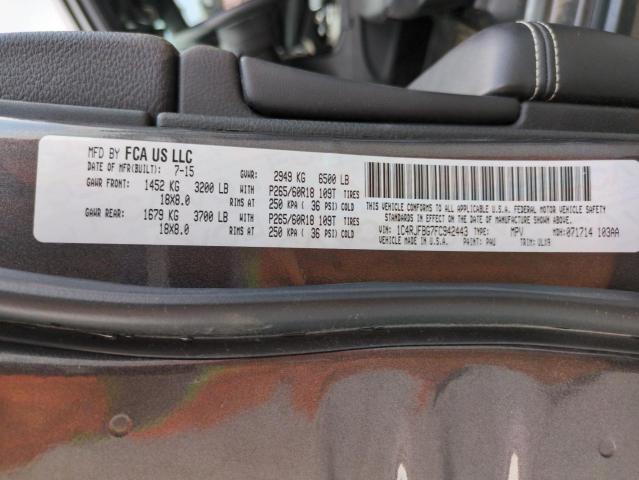 MFD BY FCA US LLC
DATE OF MFR(BUILT): 7-15 GVWR: 2949 KG 6500 LB
GAWR FRONT: 1452 KG 3200 LB WITH P265/60R18 109T TIRES
18X8.0 RIMS AT 250 KPA ( 36 PSI) COLD
GAWR REAR: 1679 KG 3700 LB WITH P265/60R18 109T TIRES
18X8.0 RIMS AT 250 KPA ( 36 PSI) COLD
THIS VEHICLE CONFORMS TO ALL APPLICABLE U.S.A. FEDERAL MOTOR VEHICLE SAFETY
STANDARDS IN EFFECT ON THE DATE OF MANUFACTURE SHOWN ABOVE.
VIN: 1C4RJFBG7FC942443 TYPE: MPV MDH: 071714 103AA
VEHICLE MADE IN U.S.A. PAINT: PAU TRIM: VLX9